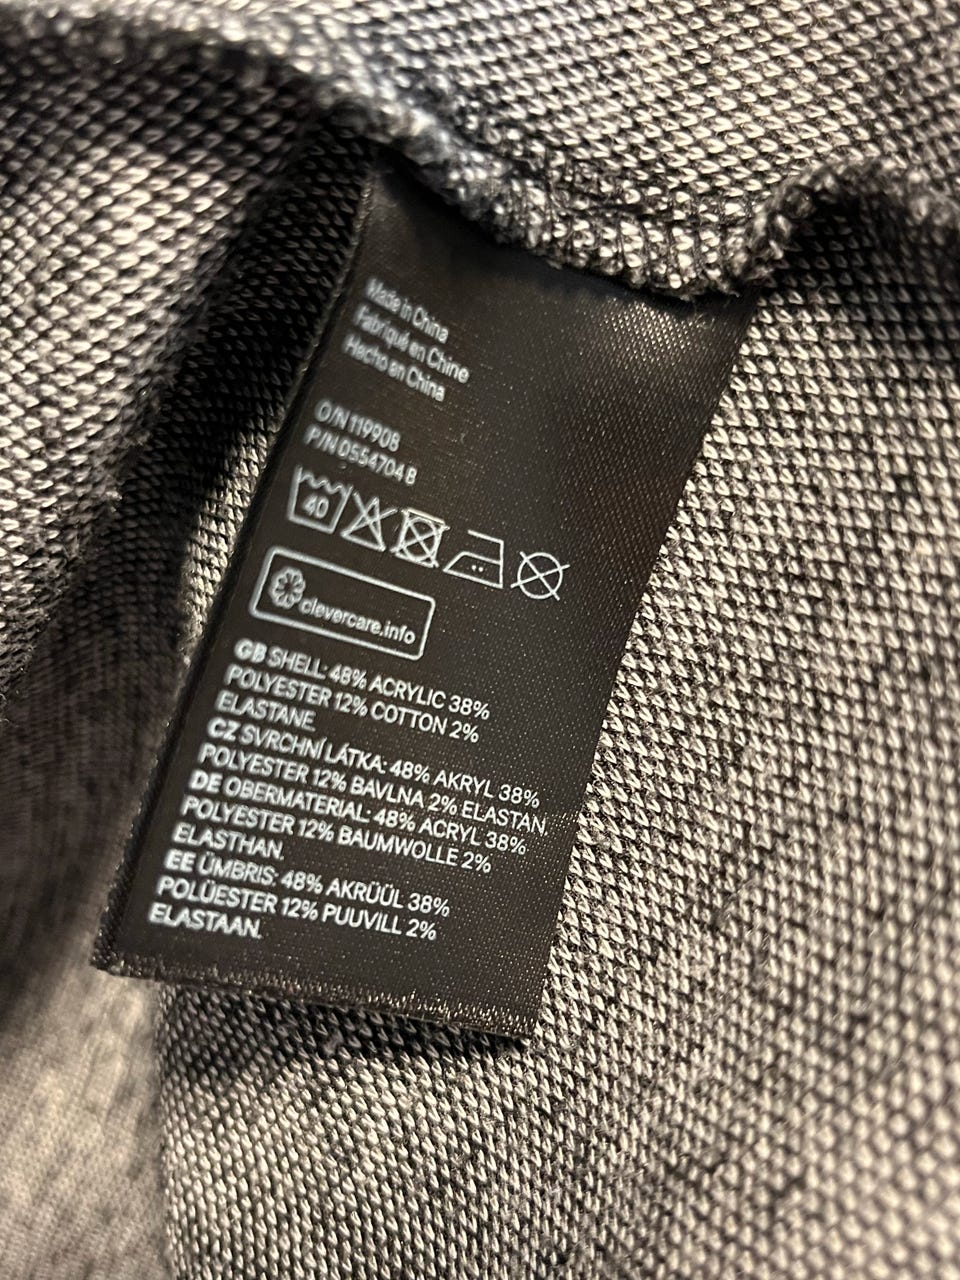 Made in China
Fabriqué en Chine
Hecho en China
O/N 119908
P/N 0554704 8
40
clevercare.info
GB SHELL: 48% ACRYLIC 38%
POLYESTER 12% COTTON 2%
ELASTANE.
CZ SVRCHNÍ LÁTKA: 48% AKRYL 38%
POLYESTER 12% BAVLNA 2% ELASTAN.
DE OBERMATERIAL: 48% ACRYL 38%
POLYESTER 12% BAUMWOLLE 2%
ELASTHAN.
EE ÜMBRIS: 48% AKRÜÜL 38%
POLÜESTER 12% PUUVILL 2%
ELASTAAN.